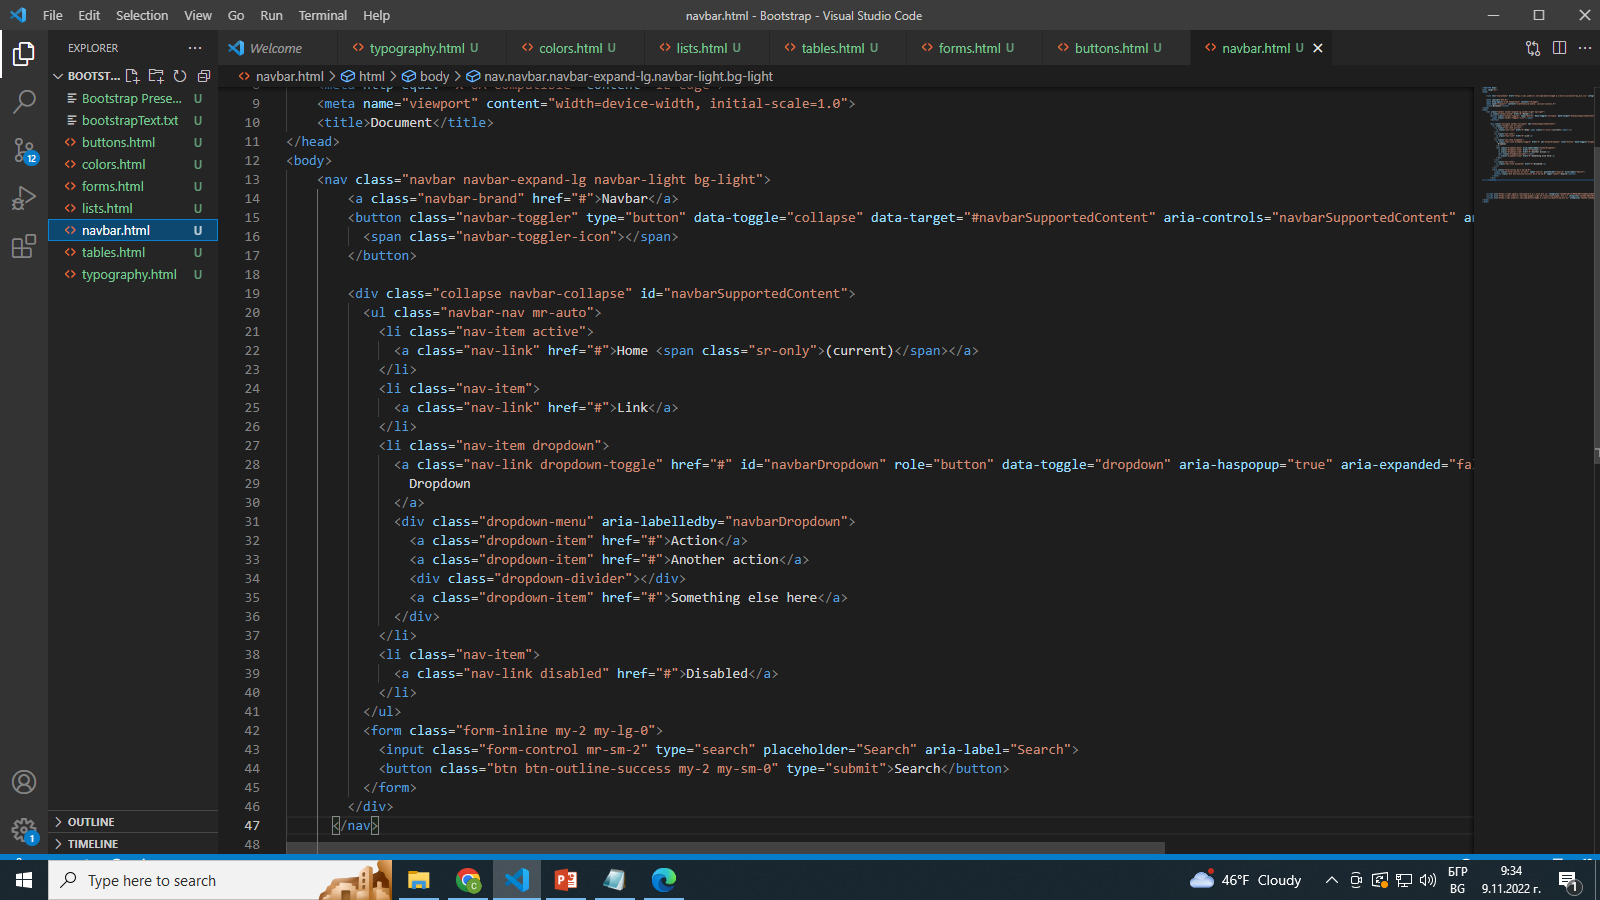 File Edit Selection View Go Run Terminal Help
navbar.html - Bootstrap - Visual Studio Code
EXPLORER
Welcome
typography.html U
colors.html U
lists.html U
tables.html U
forms.html U
buttons.html U
navbar.html U
BOOTST...
navbar.html > html > body > nav.navbar.navbar-expand-lg.navbar-light.bg-light
Bootstrap Prese... U
bootstrapText.txt U
buttons.html U
colors.html U
forms.html U
lists.html U
navbar.html U
tables.html U
typography.html U
12
1
OUTLINE
TIMELINE
9 <meta name="viewport" content="width=device-width, initial-scale=1.0">
10 <title>Document</title>
11 </head>
12 <body>
13 <nav class="navbar navbar-expand-lg navbar-light bg-light">
14 <a class="navbar-brand" href="#">Navbar</a>
15 <button class="navbar-toggler" type="button" data-toggle="collapse" data-target="#navbarSupportedContent" aria-controls="navbarSupportedContent" ar
16 <span class="navbar-toggler-icon"></span>
17 </button>
18
19 <div class="collapse navbar-collapse" id="navbarSupportedContent">
20 <ul class="navbar-nav mr-auto">
21 <li class="nav-item active">
22 <a class="nav-link" href="#">Home <span class="sr-only">(current)</span></a>
23 </li>
24 <li class="nav-item">
25 <a class="nav-link" href="#">Link</a>
26 </li>
27 <li class="nav-item dropdown">
28 <a class="nav-link dropdown-toggle" href="#" id="navbarDropdown" role="button" data-toggle="dropdown" aria-haspopup="true" aria-expanded="fal
29 Dropdown
30 </a>
31 <div class="dropdown-menu" aria-labelledby="navbarDropdown">
32 <a class="dropdown-item" href="#">Action</a>
33 <a class="dropdown-item" href="#">Another action</a>
34 <div class="dropdown-divider"></div>
35 <a class="dropdown-item" href="#">Something else here</a>
36 </div>
37 </li>
38 <li class="nav-item">
39 <a class="nav-link disabled" href="#">Disabled</a>
40 </li>
41 </ul>
42 <form class="form-inline my-2 my-lg-0">
43 <input class="form-control mr-sm-2" type="search" placeholder="Search" aria-label="Search">
44 <button class="btn btn-outline-success my-2 my-sm-0" type="submit">Search</button>
45 </form>
46 </div>
47 </nav>
48
Type here to search
46°F Cloudy
БГР
BG
9:34
9.11.2022 г.
1